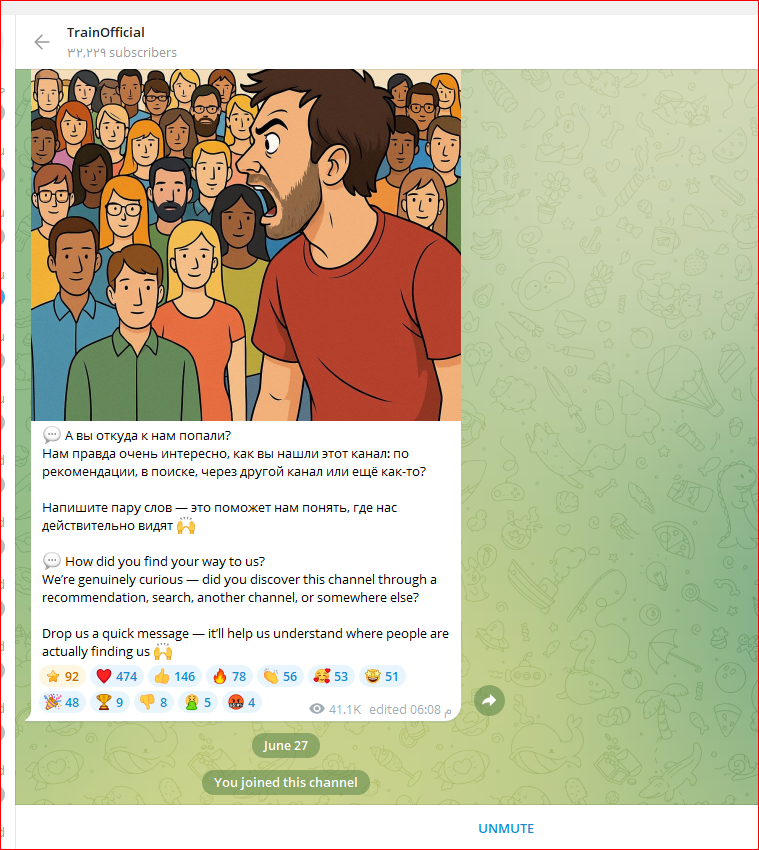 TrainOfficial
۳۲,۲۲۹ subscribers
💬 А вы откуда к нам попали?
Нам правда очень интересно, как вы нашли этот канал: по
рекомендации, в поиске, через другой канал или ещё как-то?
Напишите пару слов — это поможет нам понять, где нас
действительно видят 🙌
💬 How did you find your way to us?
We’re genuinely curious — did you discover this channel through a
recommendation, search, another channel, or somewhere else?
Drop us a quick message — it’ll help us understand where people are
actually finding us 🙌
⭐ 92 ❤️ 474 👍 146 🔥 78 👏 56 🥰 53 🤩 51
🎉 48 🏆 9 👎 8 🤮 5 🤬 4 41.1K edited 06:08 م
June 27
You joined this channel
UNMUTE